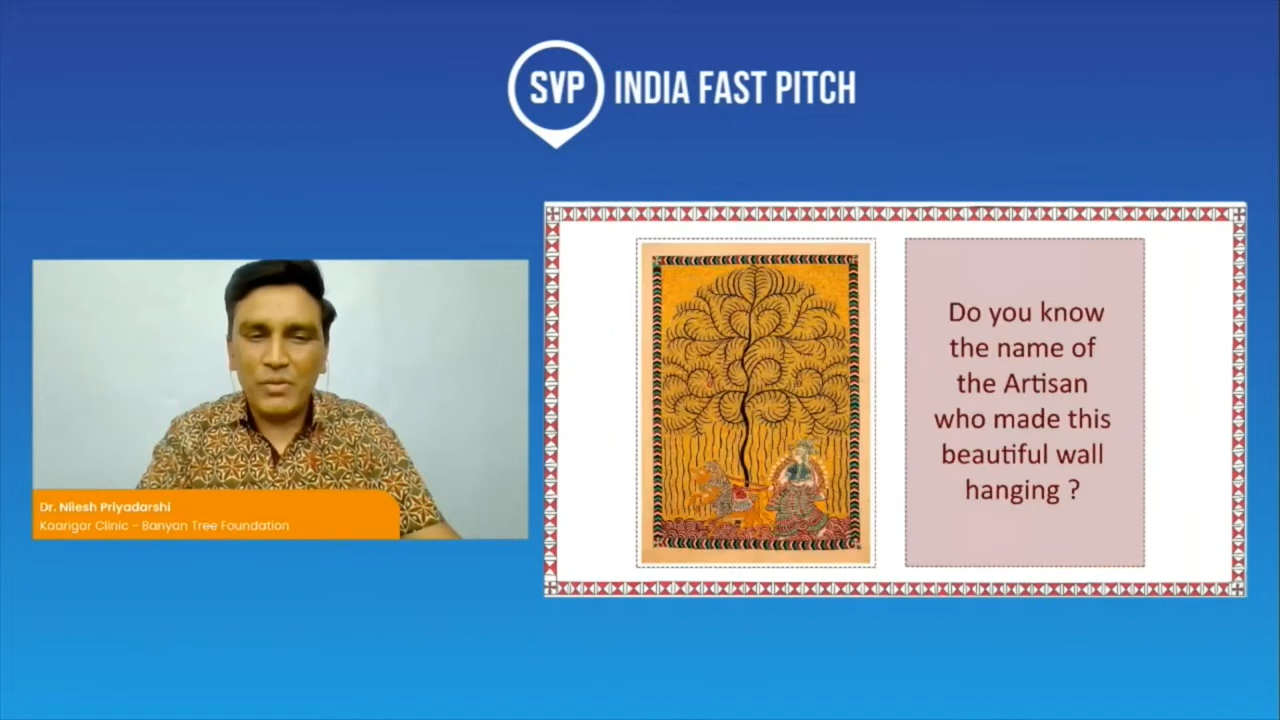 SVP INDIA FAST PITCH
Dr. Nilesh Priyadarshi
Kaarigar Clinic - Banyan Tree Foundation
Do you know
the name of
the Artisan
who made this
beautiful wall
hanging ?